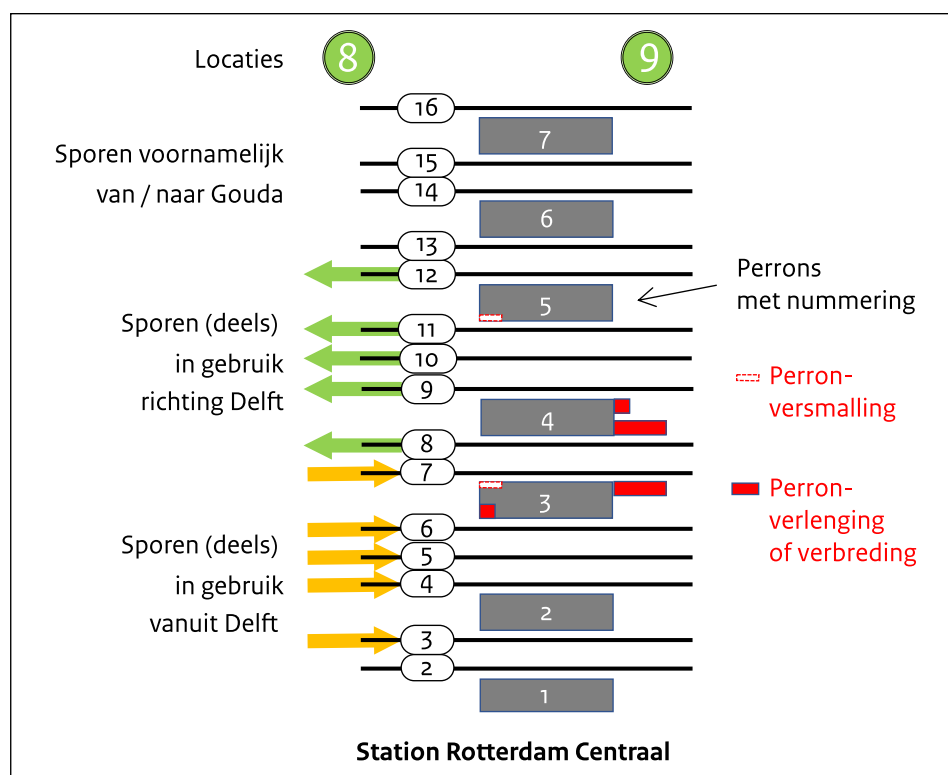 Locaties
8
9
16
7
Sporen voornamelijk
van / naar Gouda
15
14
6
13
12
Perrons
met nummering
5
Sporen (deels)
in gebruik
richting Delft
11
10
9
Perron-
versmalling
4
8
7
Perron-
verlenging
of verbreding
3
6
Sporen (deels)
in gebruik
vanuit Delft
5
4
2
3
2
1
Station Rotterdam Centraal